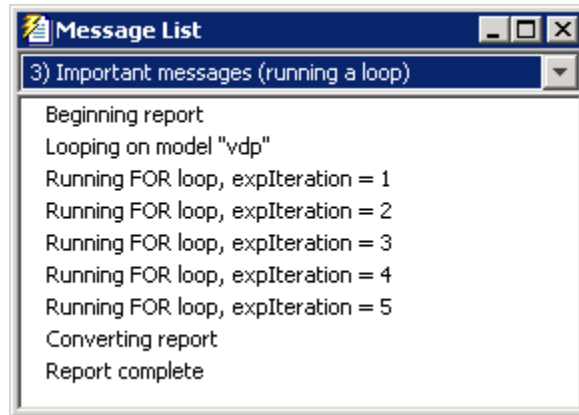 Message List
3) Important messages (running a loop)
Beginning report
Looping on model "vdp"
Running FOR loop, expIteration = 1
Running FOR loop, expIteration = 2
Running FOR loop, expIteration = 3
Running FOR loop, expIteration = 4
Running FOR loop, expIteration = 5
Converting report
Report complete